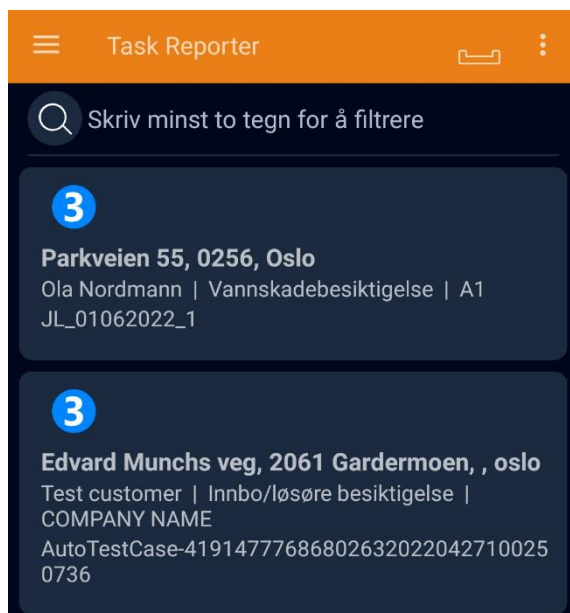 Task Reporter
Skriv minst to tegn for å filtrere
3
Parkveien 55, 0256, Oslo
Ola Nordmann | Vannskadebesiktigelse | A1
JL_01062022_1
3
Edvard Munchs veg, 2061 Gardermoen, , oslo
Test customer | Innbo/løsøre besiktigelse |
COMPANY NAME
AutoTestCase-41914777686802632022042710025
0736